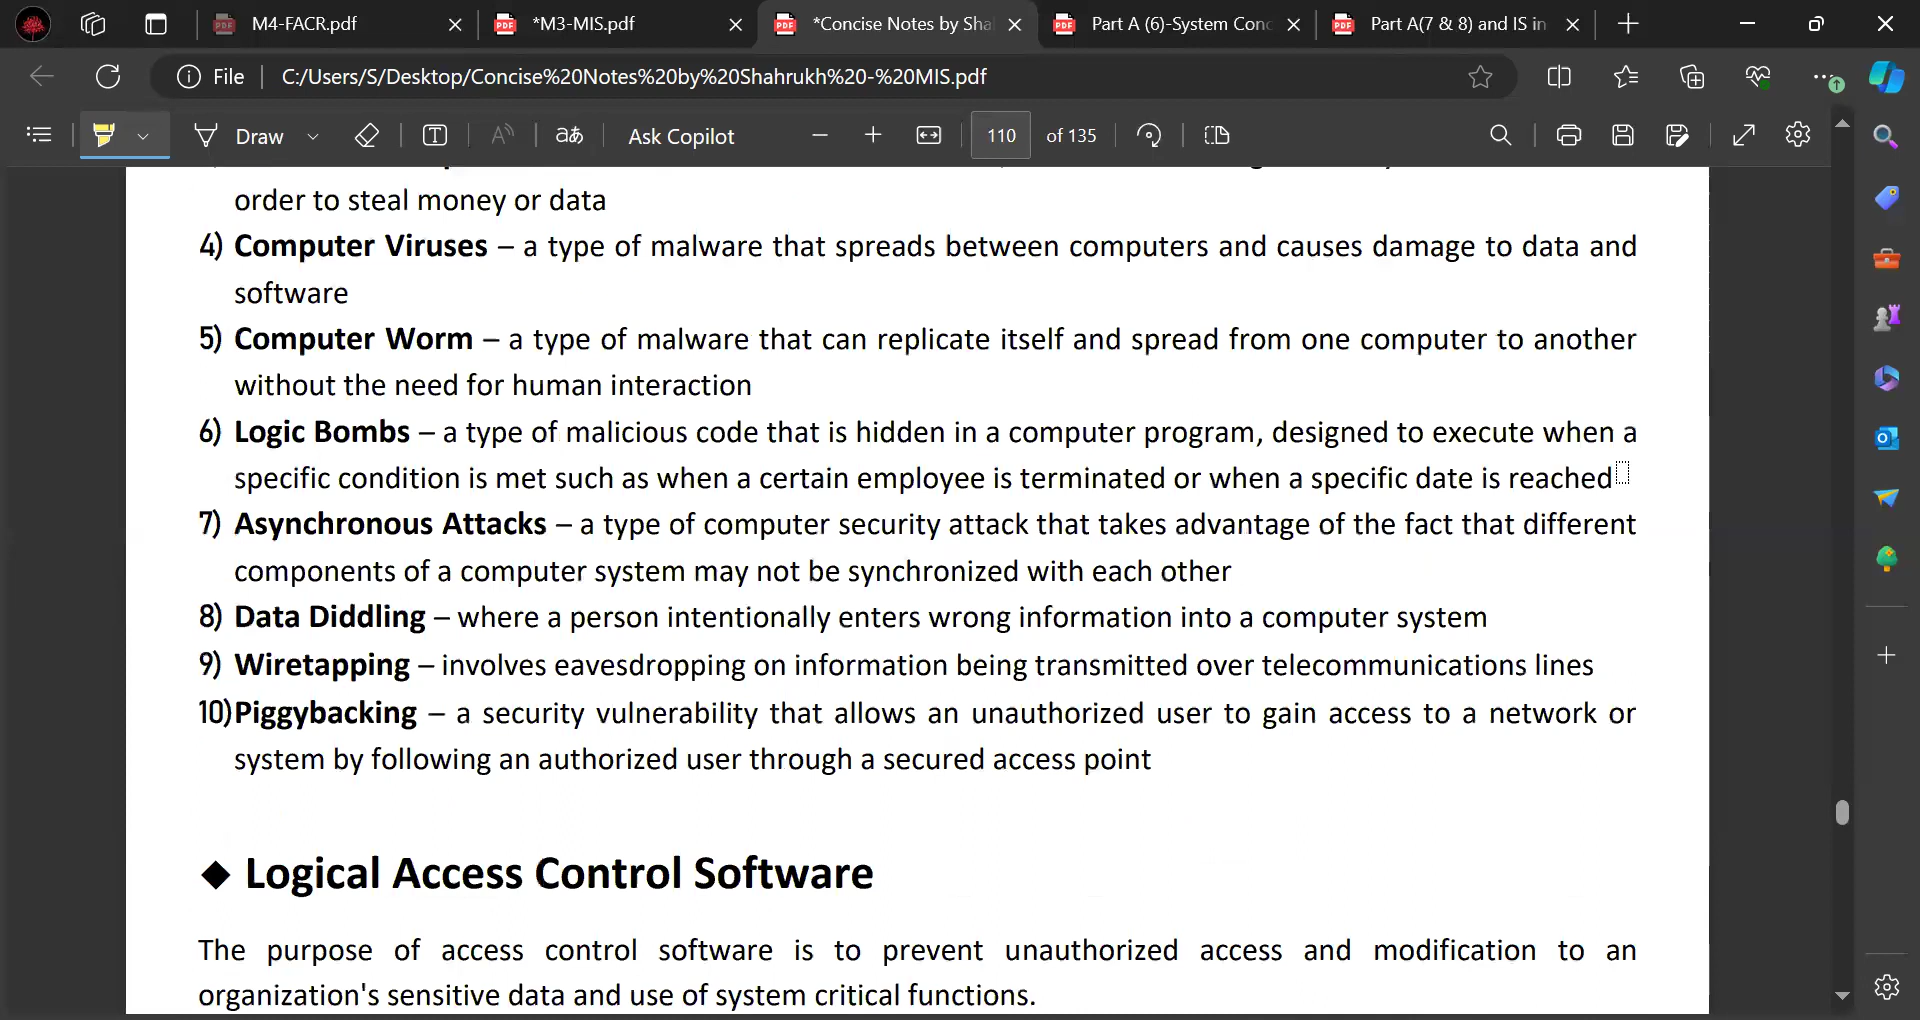 M4-FACR.pdf
*M3-MIS.pdf
*Concise Notes by Sha
Part A (6)-System Conc
Part A(7 & 8) and IS in
File
C:/Users/S/Desktop/Concise%20Notes%20by%20Shahrukh%20-%20MIS.pdf
Draw
aあ
Ask Copilot
110 of 135
order to steal money or data
4) Computer Viruses – a type of malware that spreads between computers and causes damage to data and
software
5) Computer Worm – a type of malware that can replicate itself and spread from one computer to another
without the need for human interaction
6) Logic Bombs – a type of malicious code that is hidden in a computer program, designed to execute when a
specific condition is met such as when a certain employee is terminated or when a specific date is reached
7) Asynchronous Attacks – a type of computer security attack that takes advantage of the fact that different
components of a computer system may not be synchronized with each other
8) Data Diddling – where a person intentionally enters wrong information into a computer system
9) Wiretapping – involves eavesdropping on information being transmitted over telecommunications lines
10)Piggybacking – a security vulnerability that allows an unauthorized user to gain access to a network or
system by following an authorized user through a secured access point
◆ Logical Access Control Software
The purpose of access control software is to prevent unauthorized access and modification to an
organization's sensitive data and use of system critical functions.